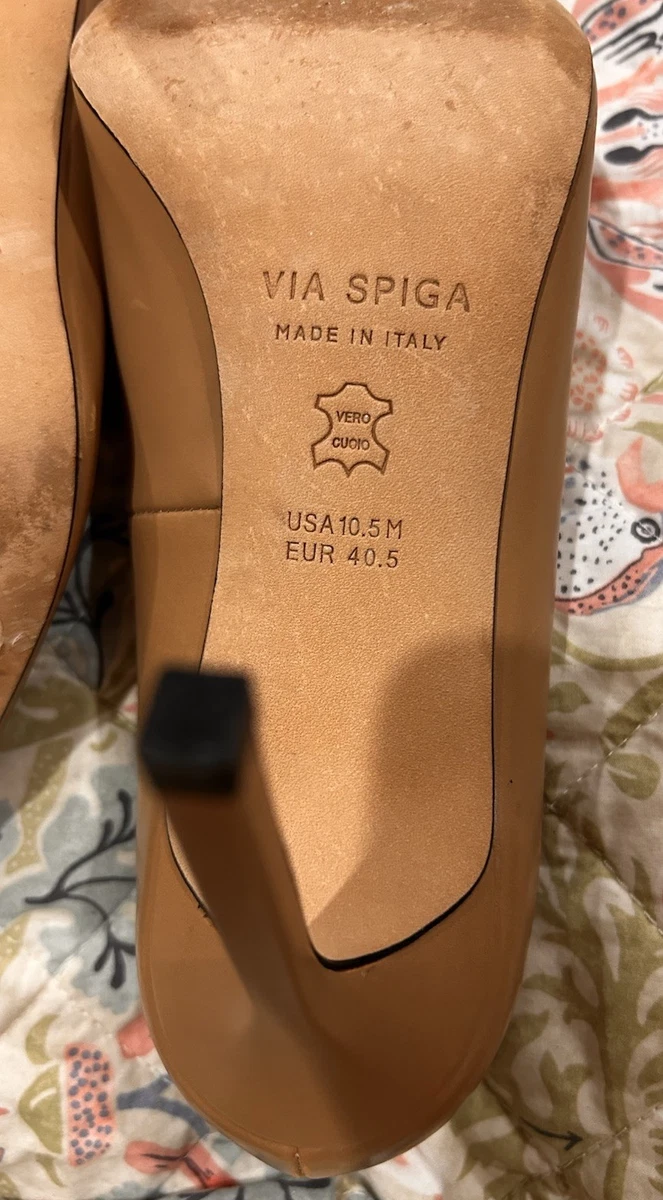 VIA SPIGA
MADE IN ITALY
VERO
CUOIO
USA 10.5 M
EUR 40.5